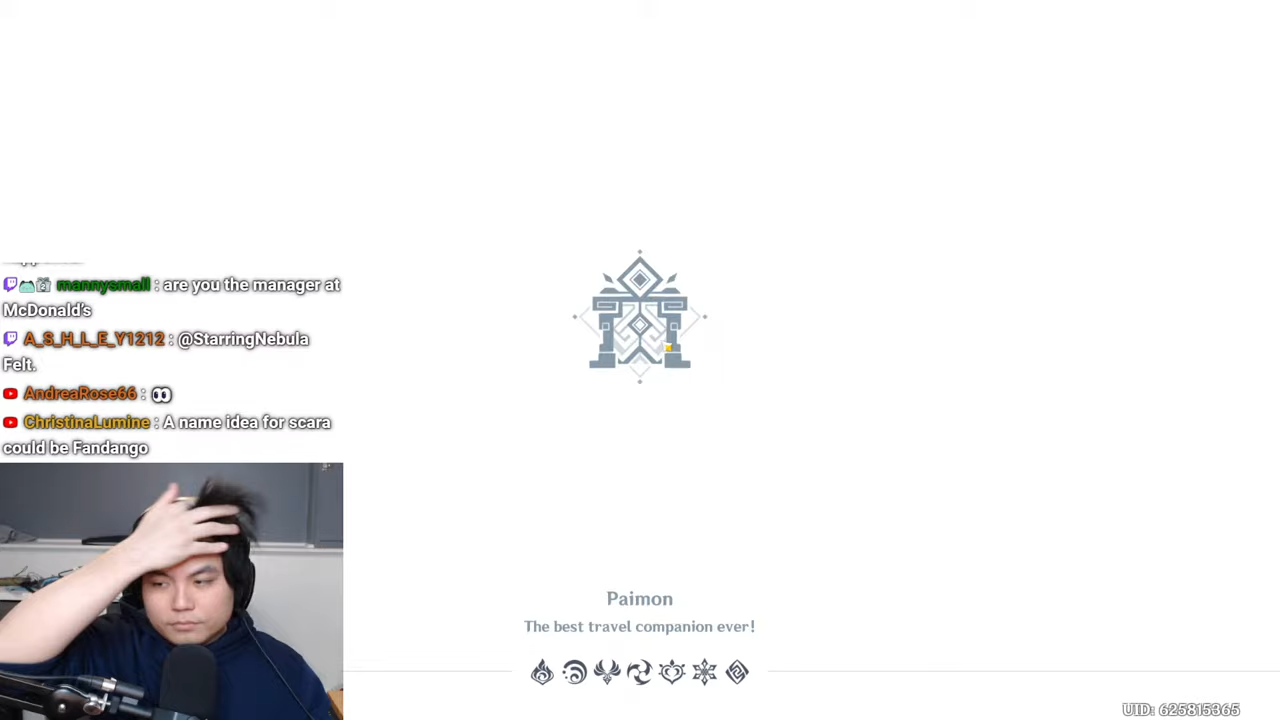 mannysmall : are you the manager at
McDonald's
A_S_H_L_E_Y1212 : @StarringNebula
Felt.
AndreaRose66 :
ChristinaLumine : A name idea for scara
could be Fandango
Paimon
The best travel companion ever!
UID: 625815365